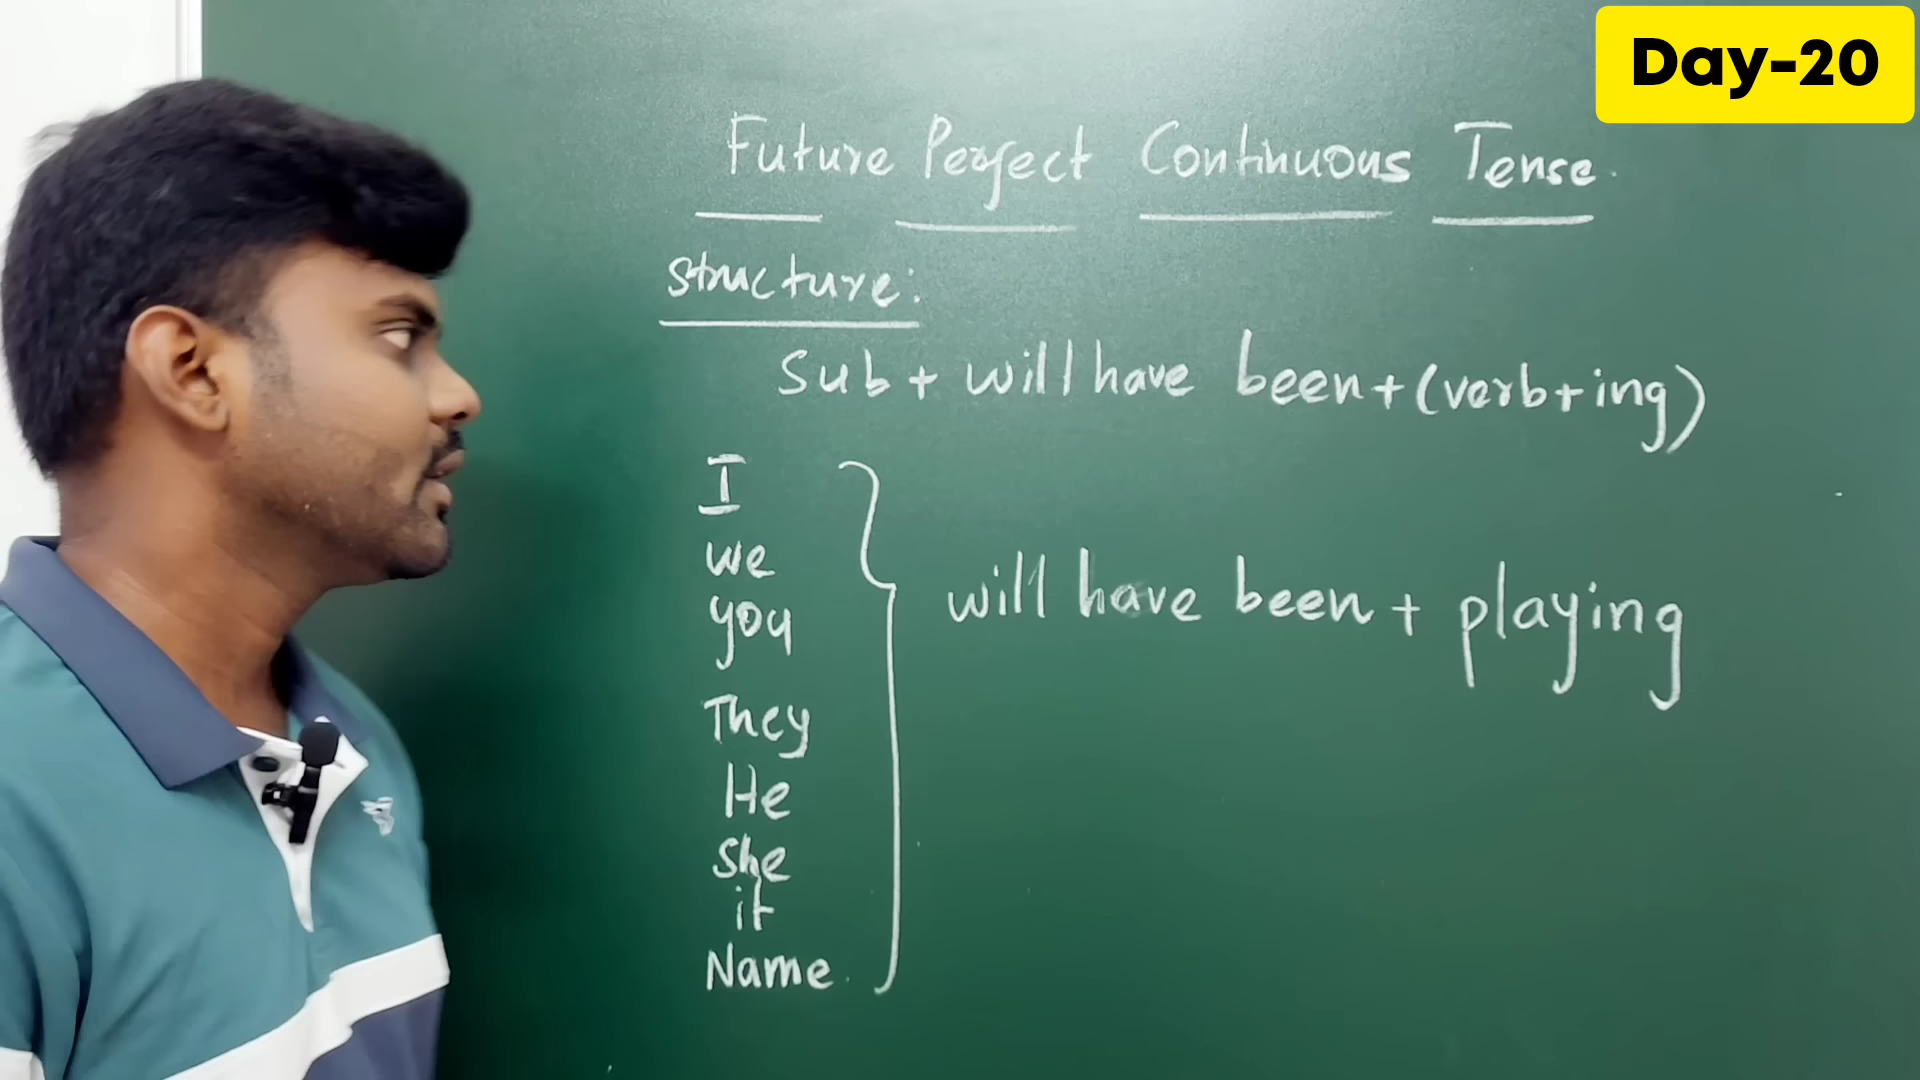 Day-20
Future Perfect Continuous Tense.
structure:
Sub + will have been + (verb + ing)
I
we
you
They
He
She
it
Name.
will have been + playing